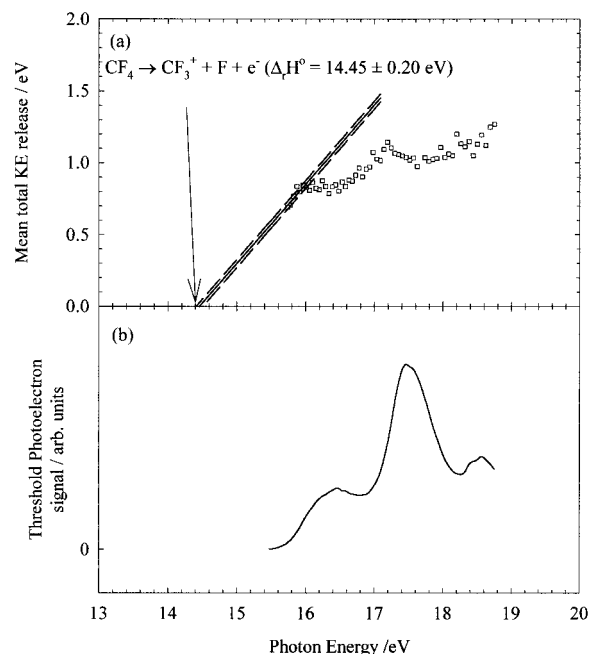 2.0
(a)
CF₄ → CF₃⁺ + F + e⁻ (ΔᵣH° = 14.45 ± 0.20 eV)
1.5
1.0
0.5
0.0
Mean total KE release / eV
(b)
Threshold Photoelectron
signal / arb. units
0
13 14 15 16 17 18 19 20
Photon Energy /eV